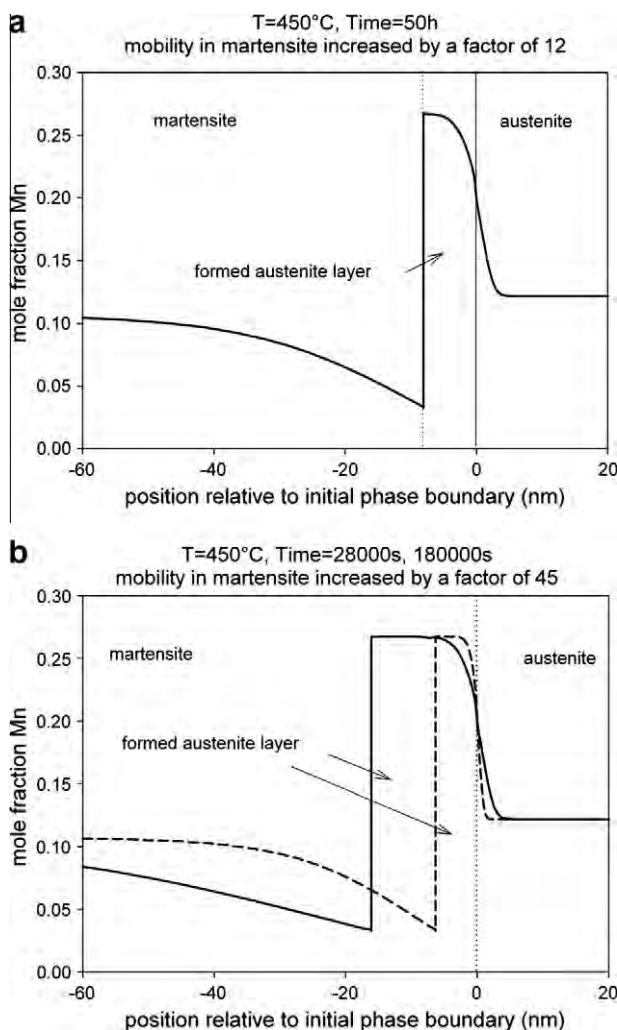 a
T=450°C, Time=50h
mobility in martensite increased by a factor of 12
0.30
0.25
0.20
0.15
0.10
0.05
0.00
mole fraction Mn
martensite
austenite
formed austenite layer
-60
-40
-20
0
20
position relative to initial phase boundary (nm)
b
T=450°C, Time=28000s, 180000s
mobility in martensite increased by a factor of 45
0.30
0.25
0.20
0.15
0.10
0.05
0.00
mole fraction Mn
martensite
austenite
formed austenite layer
-60
-40
-20
0
20
position relative to initial phase boundary (nm)